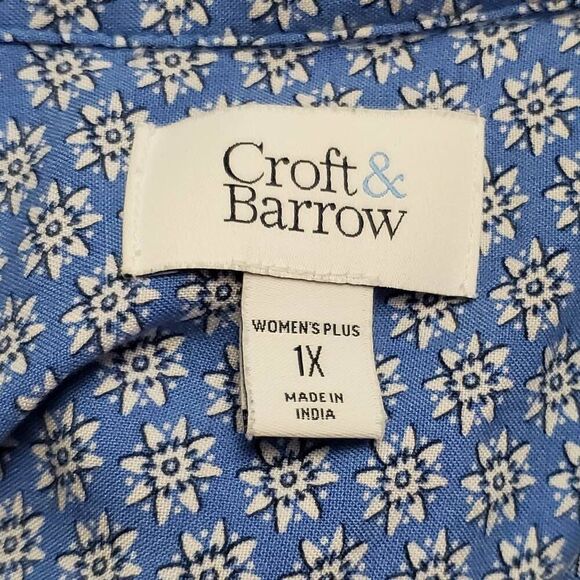 Croft&
Barrow
WOMEN'S PLUS
1X
MADE IN
INDIA